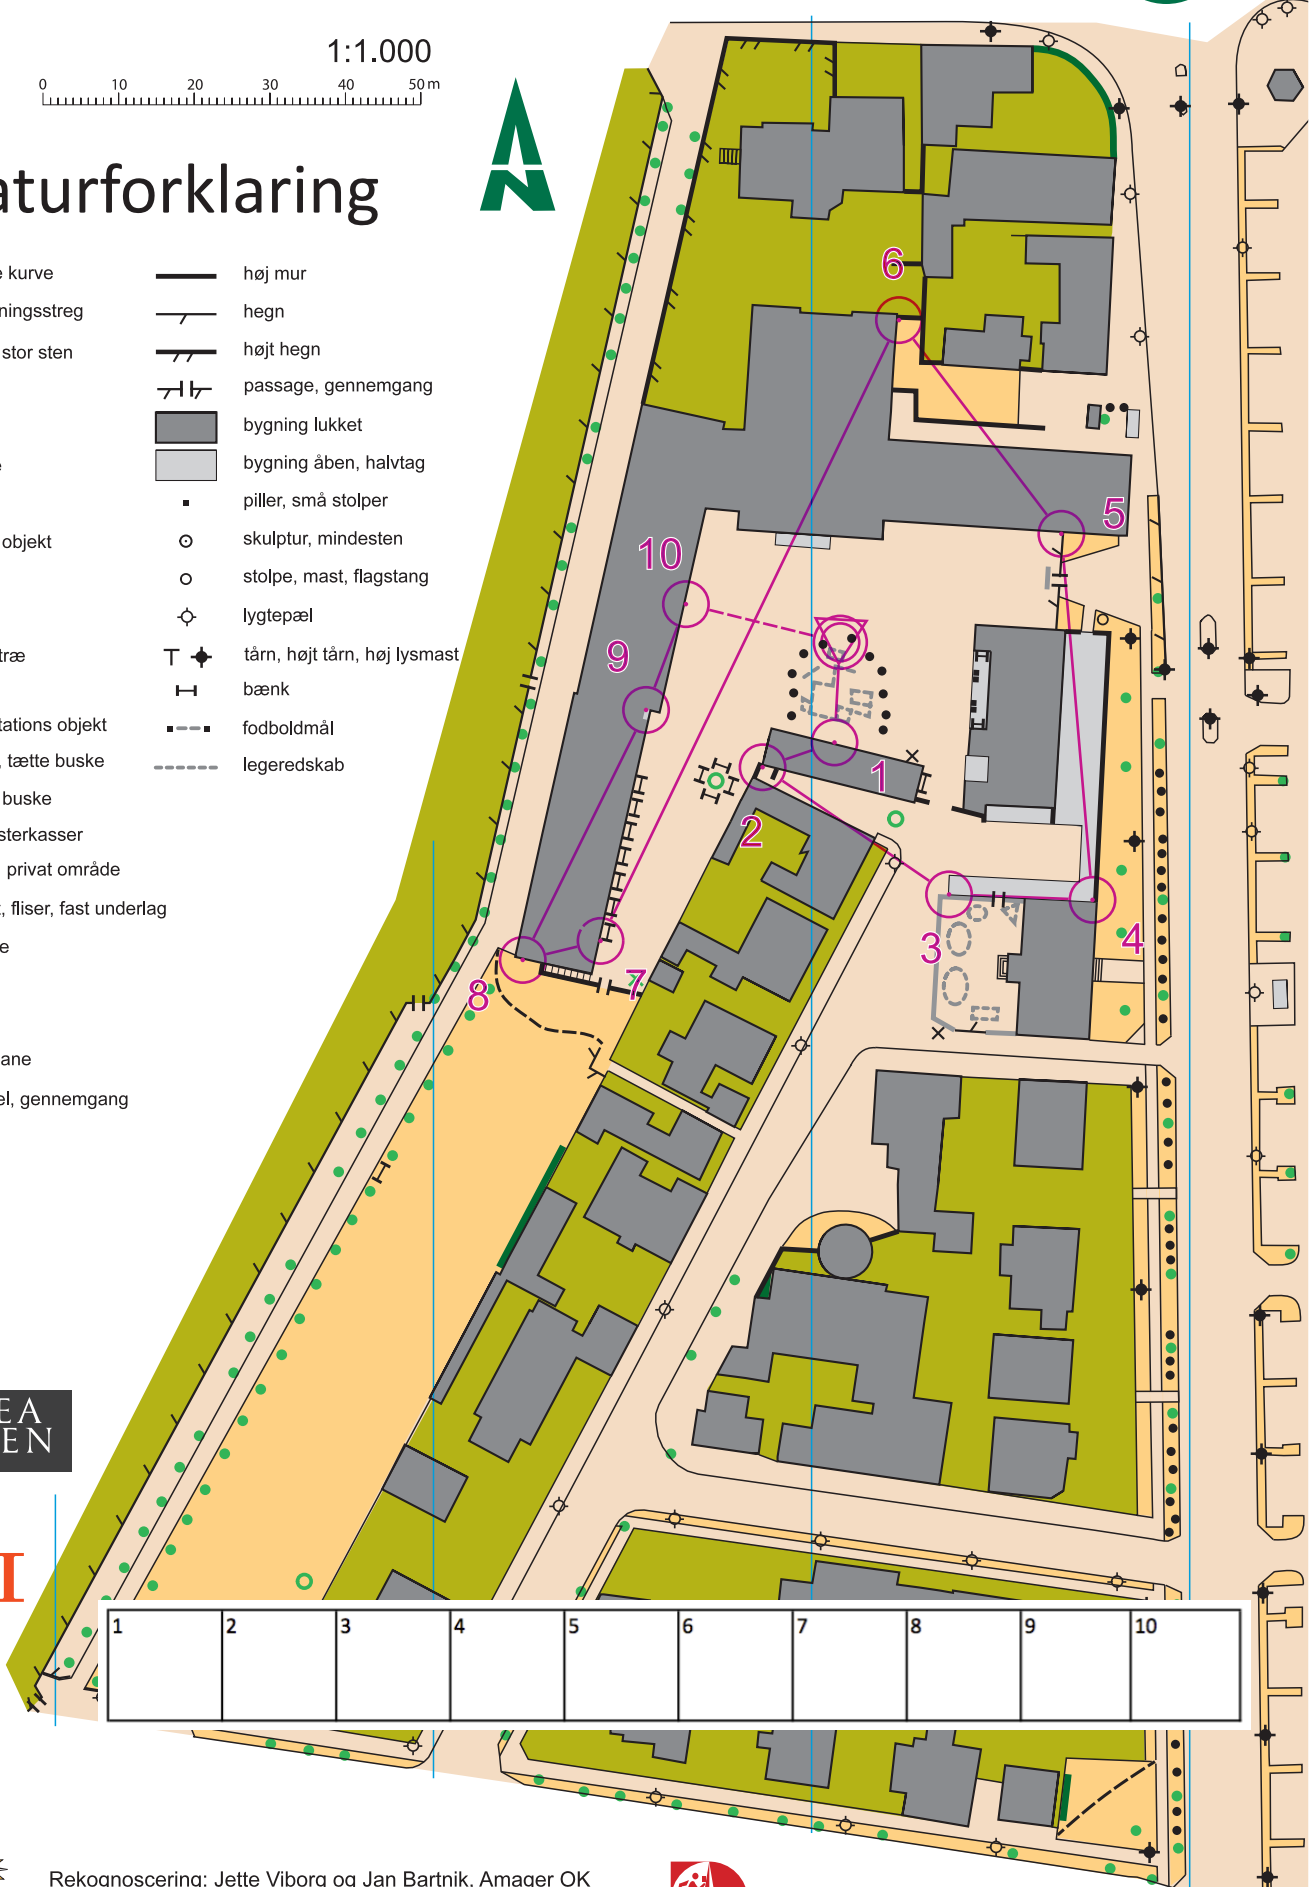 1:1.000
0 10 20 30 40 50 m
aturforklaring
e kurve
høj mur
ningsstreg
hegn
stor sten
højt hegn
passage, gennemgang
bygning lukket
e
bygning åben, halvtag
piller, små stolper
objekt
skulptur, mindesten
stolpe, mast, flagstang
lygtepæl
træ
tårn, højt tårn, høj lysmast
bænk
tations objekt
fodboldmål
, tætte buske
legeredskab
buske
sterkasser
privat område
t, fliser, fast underlag
e
ane
el, gennemgang
6
5
10
9
1
2
3
4
7
8
EA
EN
I
1 2 3 4 5 6 7 8 9 10
Rekognoscering: Jette Viborg og Jan Bartnik, Amager OK